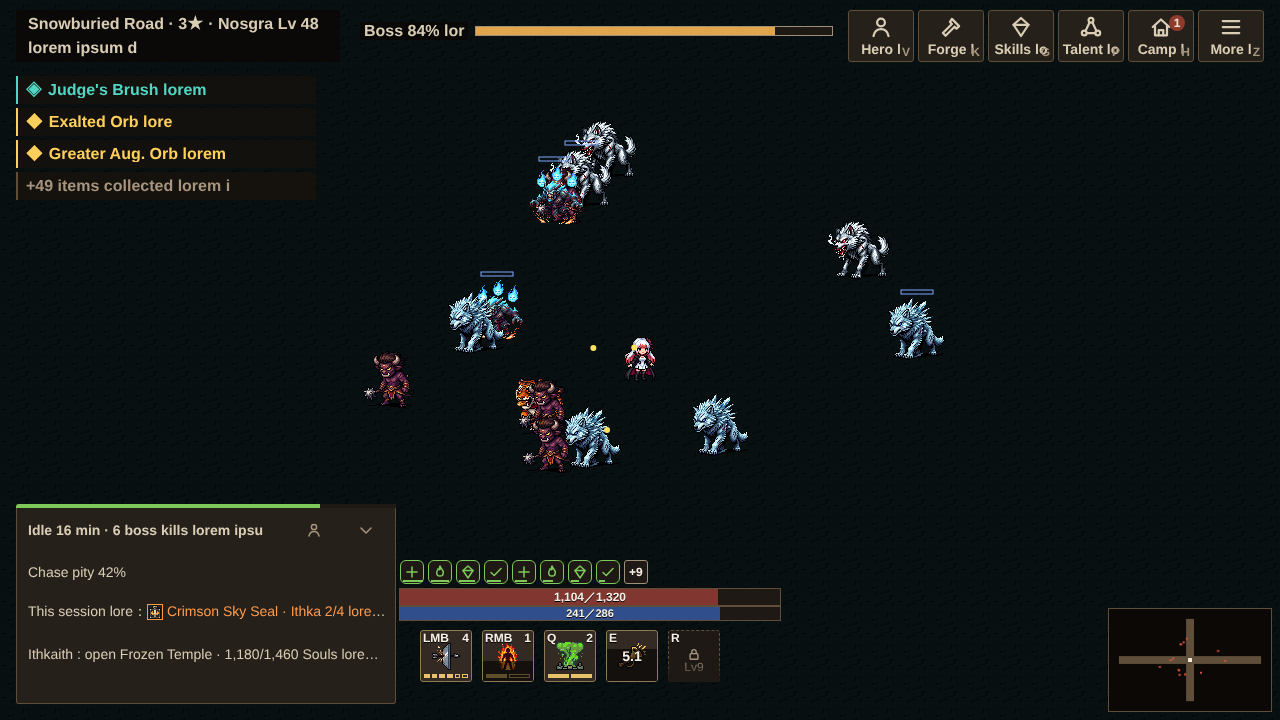 Snowburied Road · 3★ · Nosgra Lv 48
lorem ipsum d
Boss 84% lor
Hero l V
Forge l K
Skills lo G
Talent lo P
Camp l H
1
More l Z
Judge's Brush lorem
Exalted Orb lore
Greater Aug. Orb lorem
+49 items collected lorem i
Idle 16 min · 6 boss kills lorem ipsu
Chase pity 42%
This session lore : Crimson Sky Seal · Ithka 2/4 lore…
Ithkaith : open Frozen Temple · 1,180/1,460 Souls lore…
+9
1,104／1,320
241／286
LMB 4
RMB 1
Q 2
E
5.1
R
Lv9